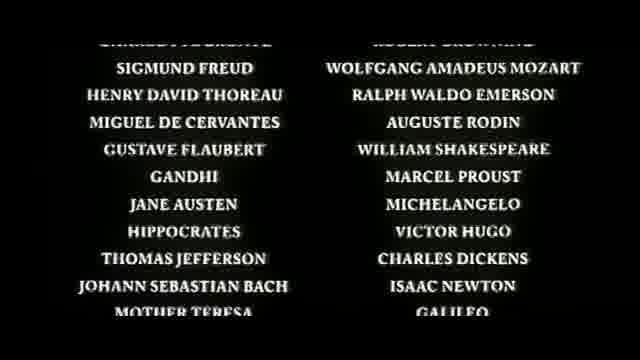 SIGMUND FREUD WOLFGANG AMADEUS MOZART
HENRY DAVID THOREAU RALPH WALDO EMERSON
MIGUEL DE CERVANTES AUGUSTE RODIN
GUSTAVE FLAUBERT WILLIAM SHAKESPEARE
GANDHI MARCEL PROUST
JANE AUSTEN MICHELANGELO
HIPPOCRATES VICTOR HUGO
THOMAS JEFFERSON CHARLES DICKENS
JOHANN SEBASTIAN BACH ISAAC NEWTON
MOTHER TERESA GALILEO